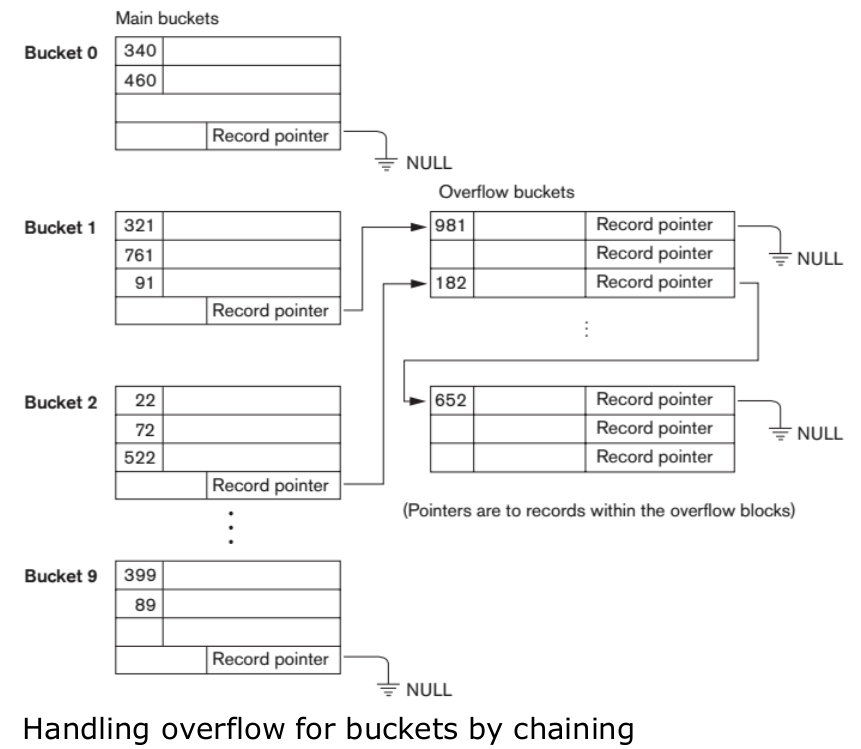 Main buckets
Bucket 0
340
460
Record pointer
NULL
Overflow buckets
Bucket 1
321
761
91
Record pointer
981 Record pointer
Record pointer
182 Record pointer
NULL
Bucket 2
22
72
522
Record pointer
652 Record pointer
Record pointer
Record pointer
NULL
(Pointers are to records within the overflow blocks)
Bucket 9
399
89
Record pointer
NULL
Handling overflow for buckets by chaining